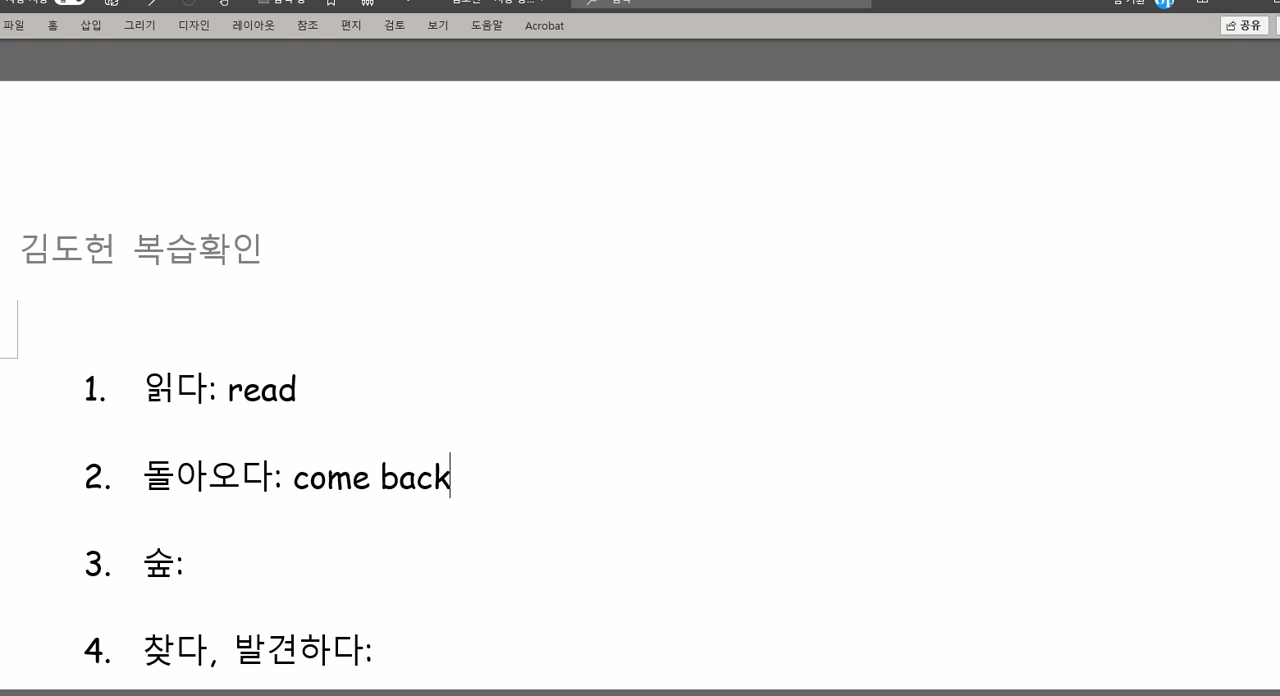 파일 홈 삽입 그리기 디자인 레이아웃 참조 편지 검토 보기 도움말 Acrobat 공유
김도헌 복습확인
1. 읽다: read
2. 돌아오다: come back
3. 숲:
4. 찾다, 발견하다: